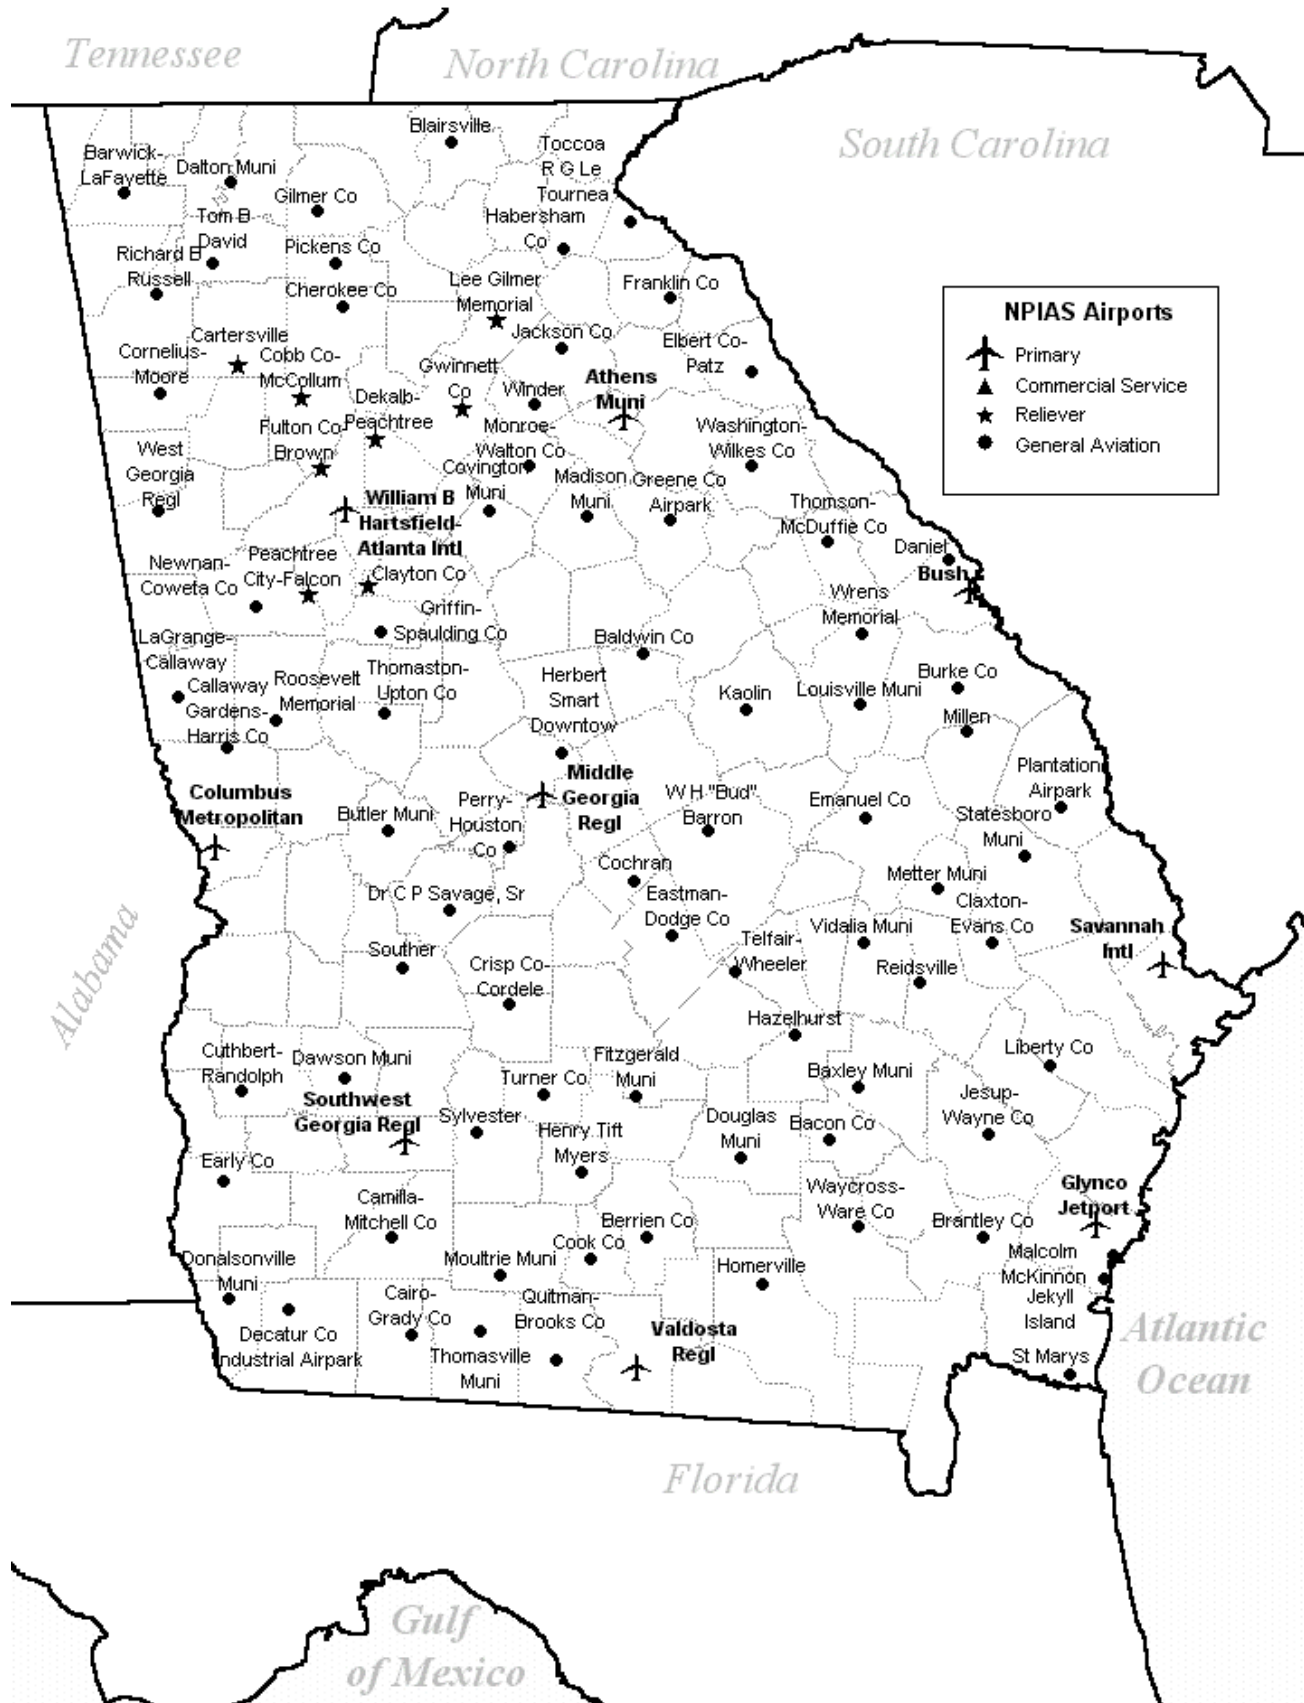 Tennessee
North Carolina
South Carolina
Blairsville
Toccoa
R G Le
Tournea
Barwick-
LaFayette
Dalton Muni
Gilmer Co
Habersham
Co
Tom B
David
Richard B
Russell
Pickens Co
Cherokee Co
Lee Gilmer
Memorial
Franklin Co
NPIAS Airports
Primary
Commercial Service
Reliever
General Aviation
Cartersville
Cornelius-
Moore
Cobb Co-
McCollum
Gwinnett
Co
Jackson Co
Elbert Co-
Patz
Athens
Muni
Winder
Dekalb-
Peachtree
Fulton Co-
Brown
Monroe-
Walton Co
Washington-
Wilkes Co
West
Georgia
Regl
Covington
Muni
Madison
Muni
Greene Co
Airpark
William B
Hartsfield-
Atlanta Intl
Thomson-
McDuffie Co
Daniel
Bush
Newnan-
Coweta Co
Peachtree
City-Falcon
Clayton Co
Wrens
Memorial
Griffin-
Spaulding Co
Baldwin Co
LaGrange-
Callaway
Callaway
Gardens-
Harris Co
Roosevelt
Memorial
Thomaston-
Upton Co
Herbert
Smart
Downtow
Kaolin
Louisville Muni
Burke Co
Millen
Columbus
Metropolitan
Butler Muni
Perry-
Houston
Co
Middle
Georgia
Regl
W H "Bud"
Barron
Emanuel Co
Plantation
Airpark
Statesboro
Muni
Cochran
Metter Muni
Dr C P Savage, Sr
Eastman-
Dodge Co
Claxton-
Evans Co
Alabama
Souther
Crisp Co-
Cordele
Telfair-
Wheeler
Vidalia Muni
Reidsville
Savannah
Intl
Hazelhurst
Cuthbert-
Randolph
Dawson Muni
Fitzgerald
Muni
Liberty Co
Turner Co
Baxley Muni
Southwest
Georgia Regl
Sylvester
Henry Tift
Myers
Douglas
Muni
Bacon Co
Jesup-
Wayne Co
Early Co
Camilla-
Mitchell Co
Berrien Co
Waycross-
Ware Co
Brantley Co
Glynco
Jetport
Donalsonville
Muni
Moultrie Muni
Cook Co
Homerville
Malcolm
McKinnon
Jekyll
Island
Cairo-
Grady Co
Quitman-
Brooks Co
Decatur Co
Industrial Airpark
Thomasville
Muni
Valdosta
Regl
St Marys
Atlantic
Ocean
Florida
Gulf
of Mexico